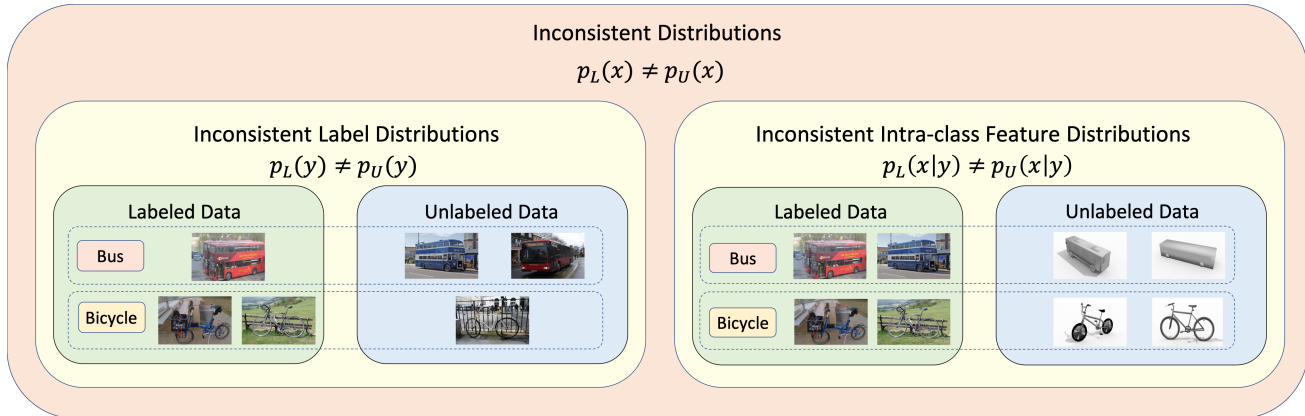 Inconsistent Distributions
p_L(x) ≠ p_U(x)
Inconsistent Label Distributions
p_L(y) ≠ p_U(y)
Labeled Data
Unlabeled Data
Bus
Bicycle
Inconsistent Intra-class Feature Distributions
p_L(x|y) ≠ p_U(x|y)
Labeled Data
Unlabeled Data
Bus
Bicycle